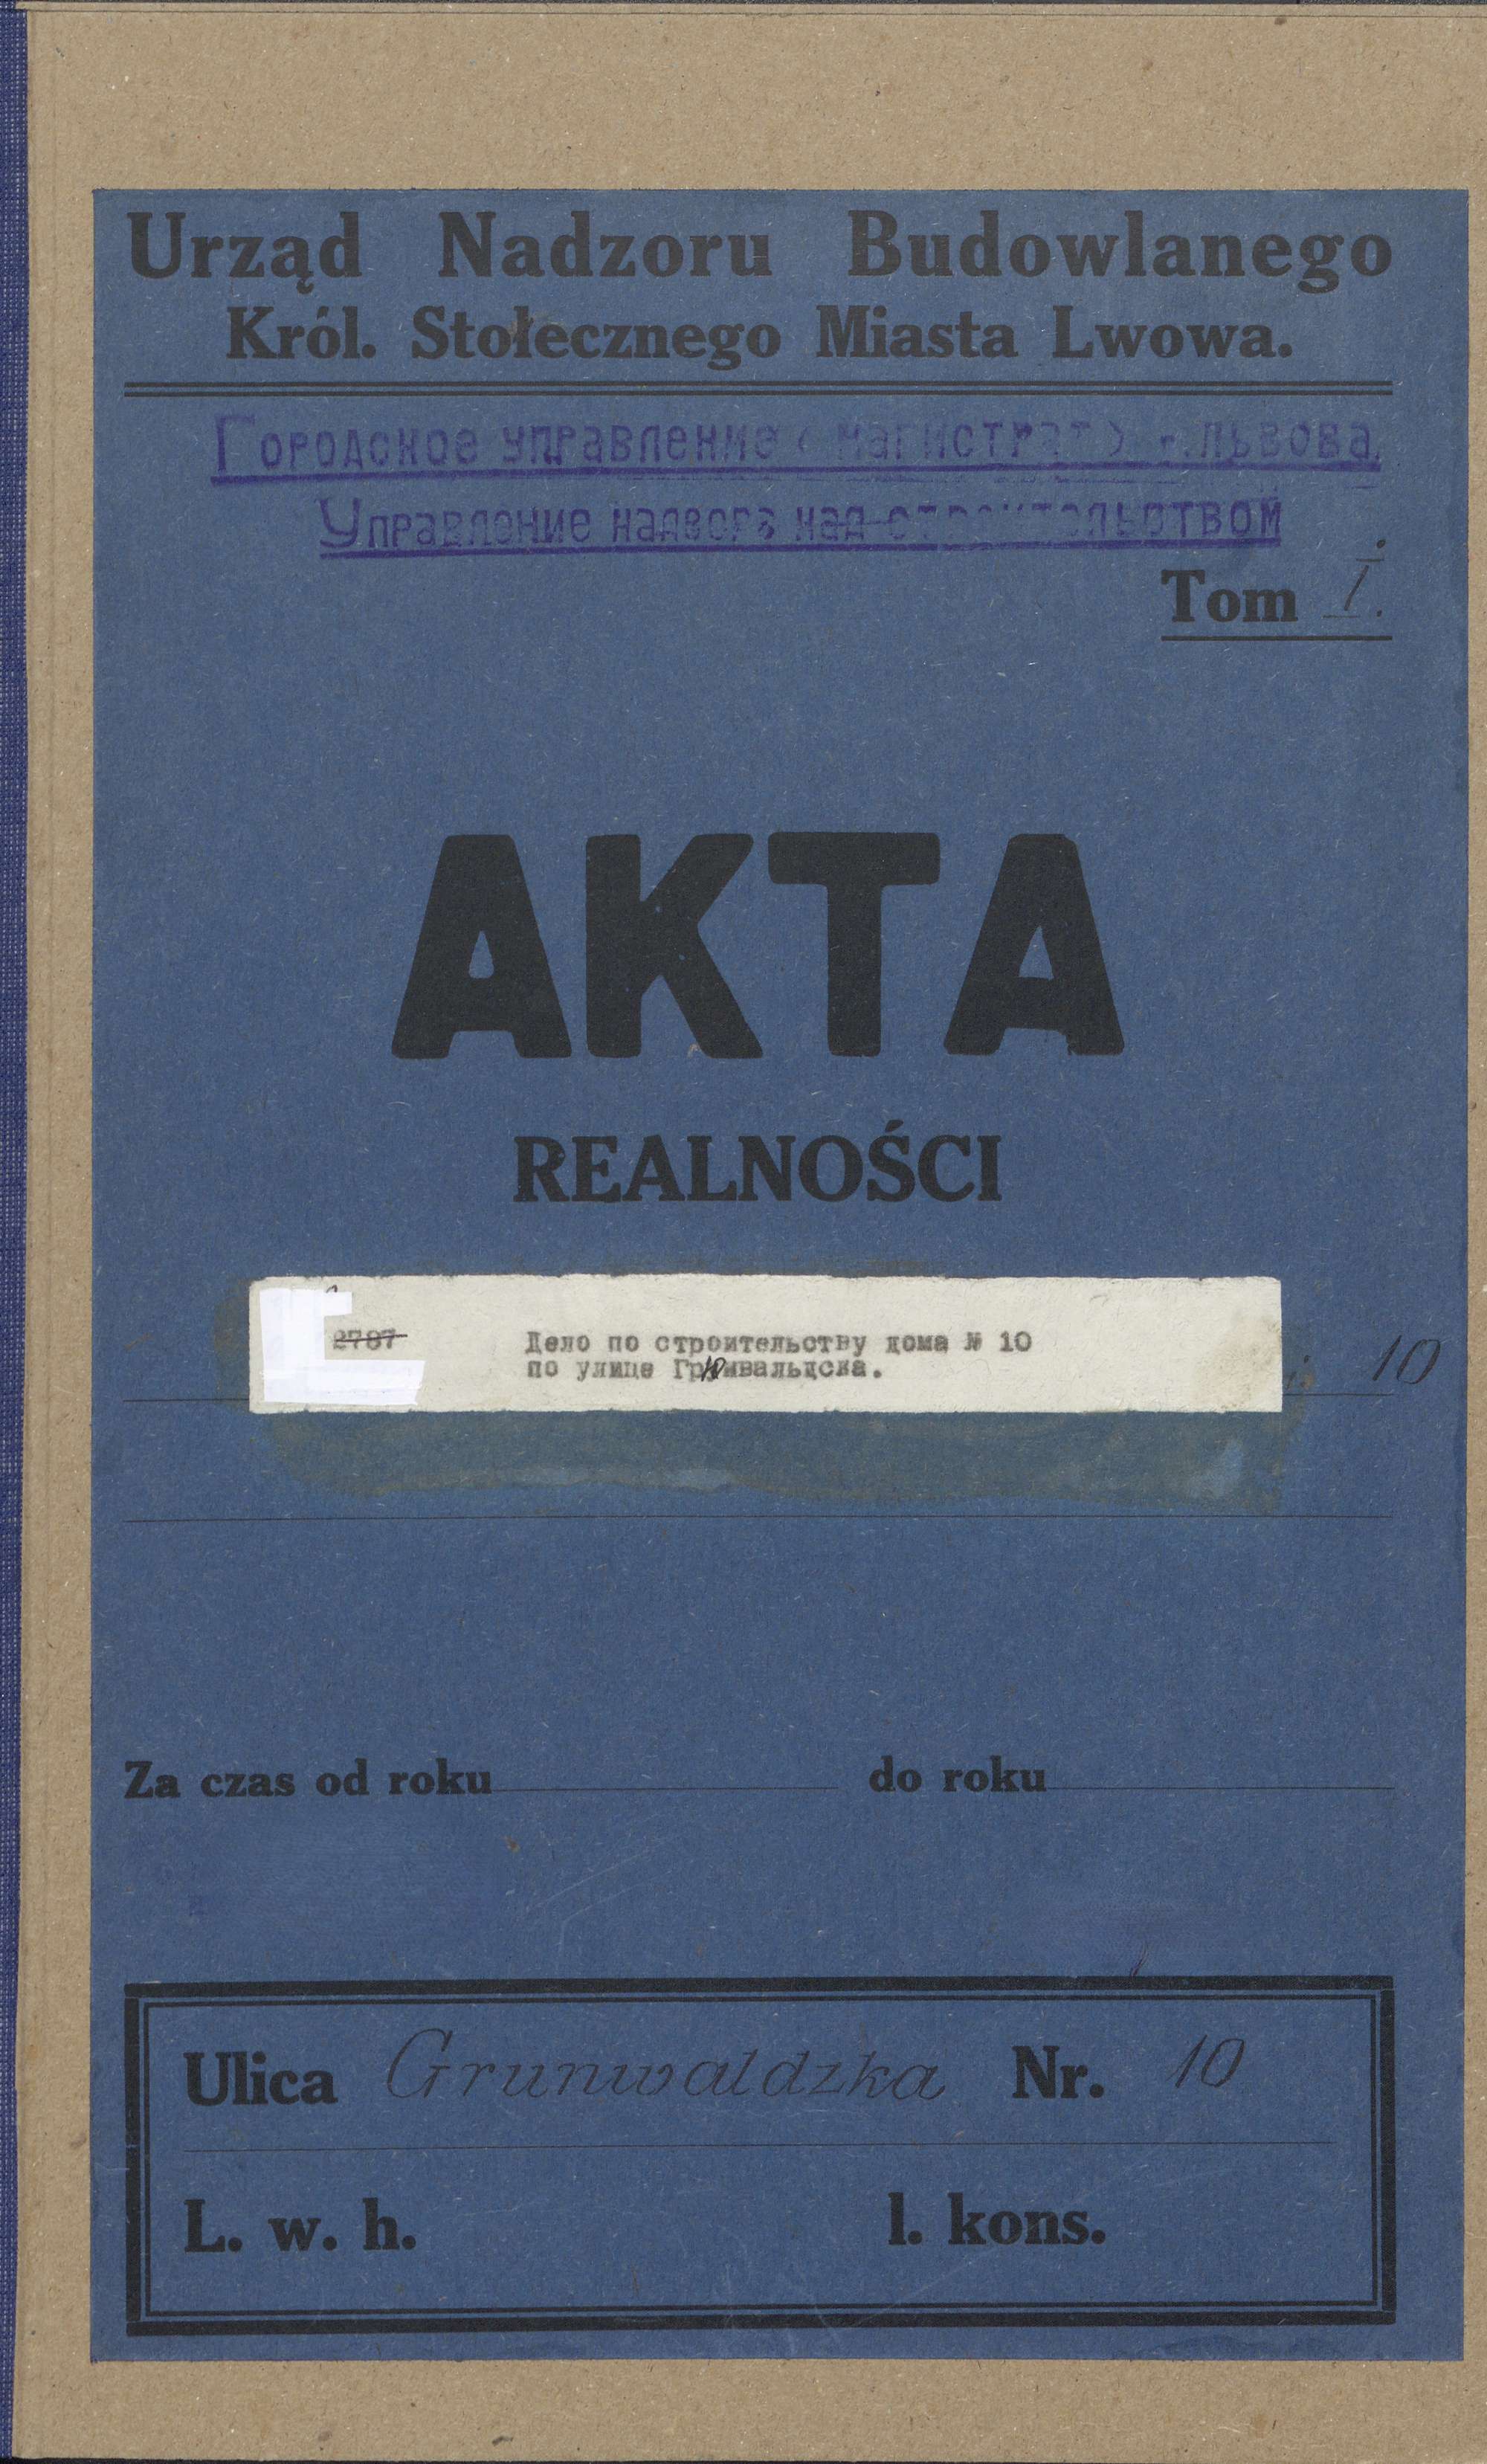 Urząd Nadzoru Budowlanego
Król. Stołecznego Miasta Lwowa.
Городское управление (магистрат) г. Львова
Управление надзора над строительством
Tom I.
AKTA
REALNOŚCI
2787 Дело по строительству дома № 10
по улице Грюнвальдска.
10
Za czas od roku do roku
Ulica Grunwaldzka Nr. 10
L. w. h. l. kons.